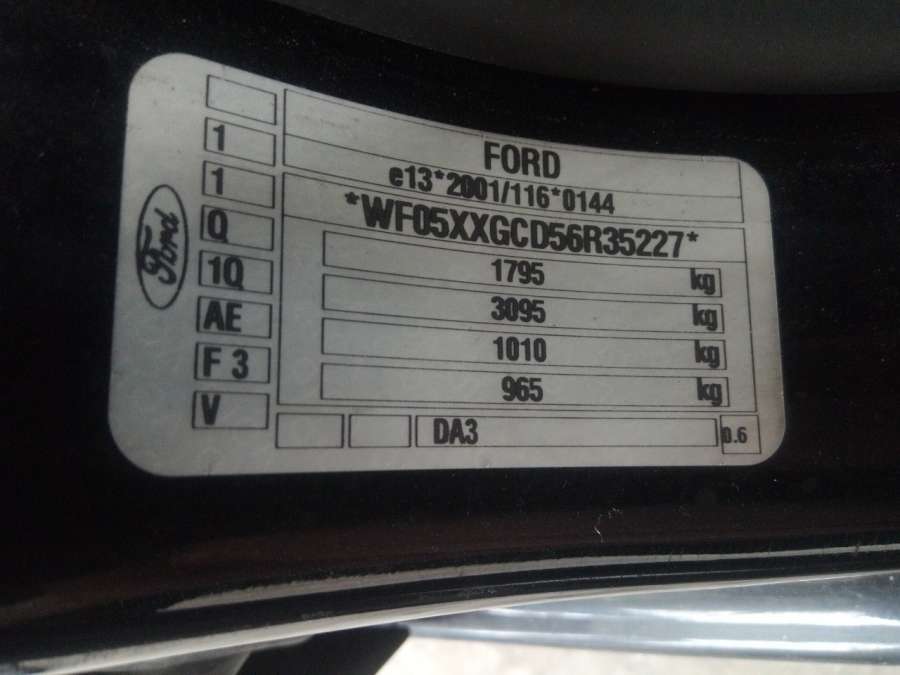 FORD
e13*2001/116*0144
*WF05XXGCD56R35227*
1795 kg
3095 kg
1010 kg
965 kg
1
1
Q
1Q
AE
F 3
V
Ford
DA3
0.6